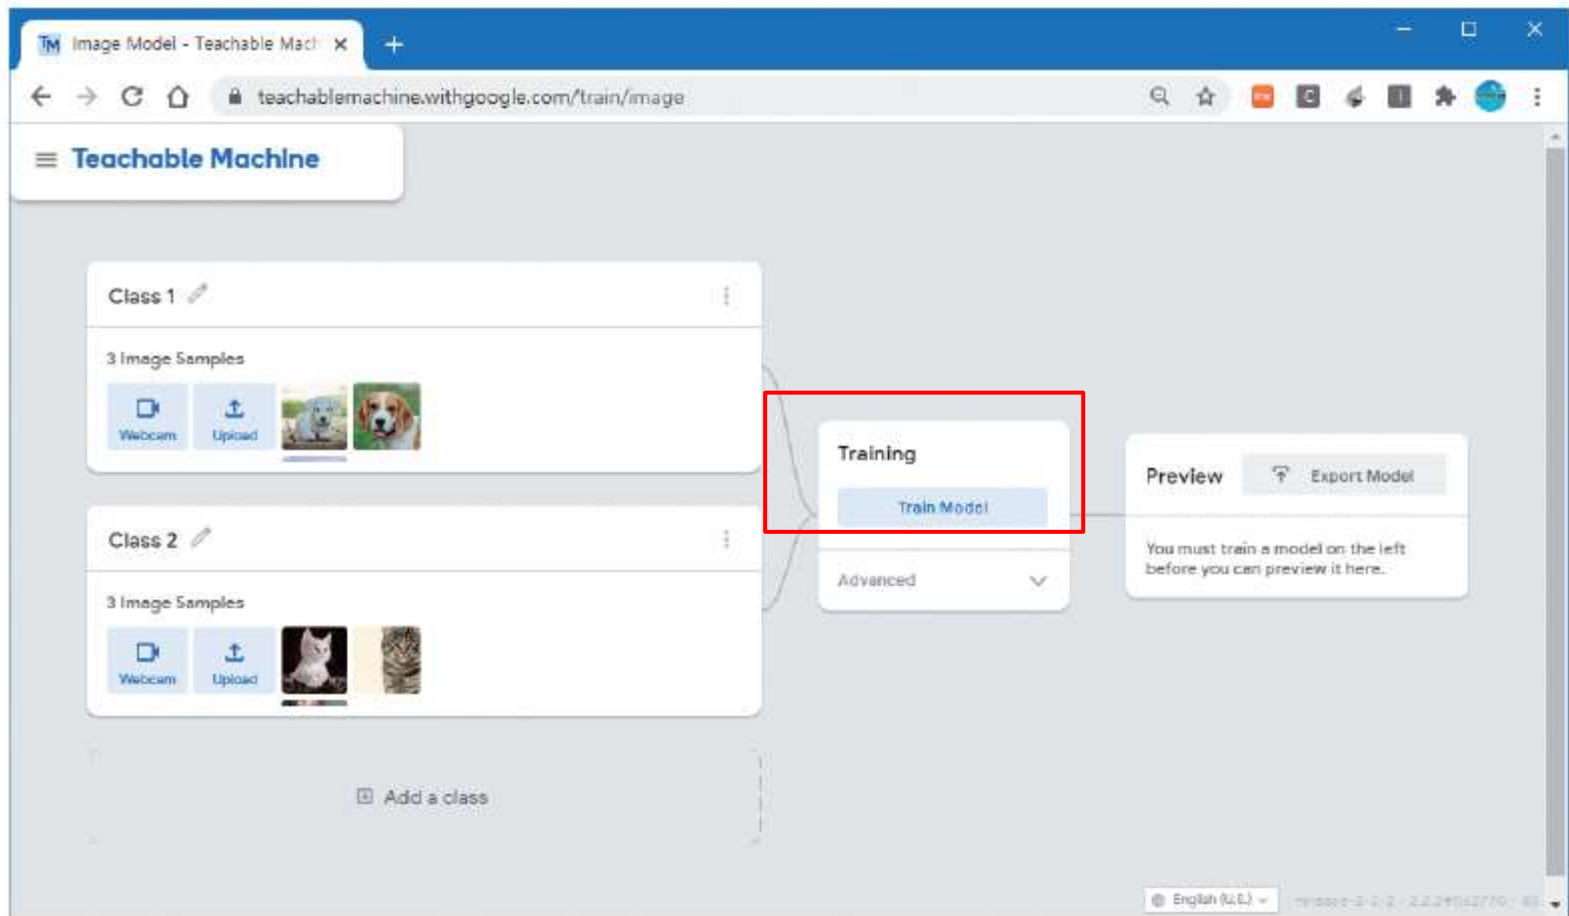 Image Model - Teachable Mach
teachablemachine.withgoogle.com/train/image
Teachable Machine
Class 1
3 Image Samples
Webcam
Upload
Class 2
3 Image Samples
Webcam
Upload
Add a class
Training
Train Model
Advanced
Preview
Export Model
You must train a model on the left
before you can preview it here.
English (U.S.)